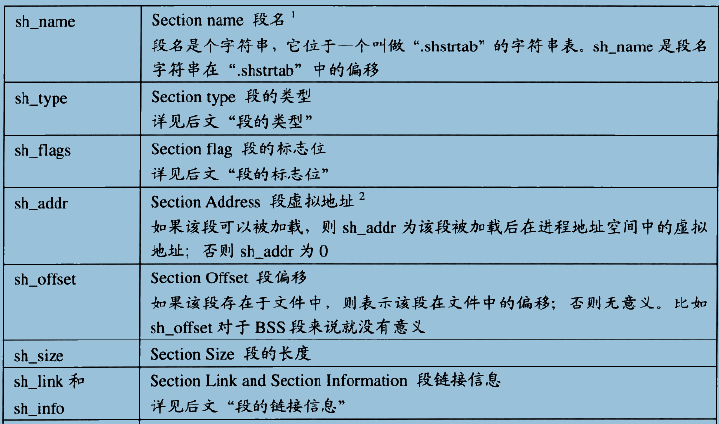 sh_name
Section name 段名 1
段名是个字符串，它位于一个叫做 “.shstrtab” 的字符串表。sh_name 是段名
字符串在 “.shstrtab” 中的偏移
sh_type
Section type 段的类型
详见后文 “段的类型”
sh_flags
Section flag 段的标志位
详见后文 “段的标志位”
sh_addr
Section Address 段虚拟地址 2
如果该段可以被加载，则 sh_addr 为该段被加载后在进程地址空间中的虚拟
地址；否则 sh_addr 为 0
sh_offset
Section Offset 段偏移
如果该段存在于文件中，则表示该段在文件中的偏移；否则无意义。比如
sh_offset 对于 BSS 段来说就没有意义
sh_size
Section Size 段的长度
sh_link 和
sh_info
Section Link and Section Information 段链接信息
详见后文 “段的链接信息”